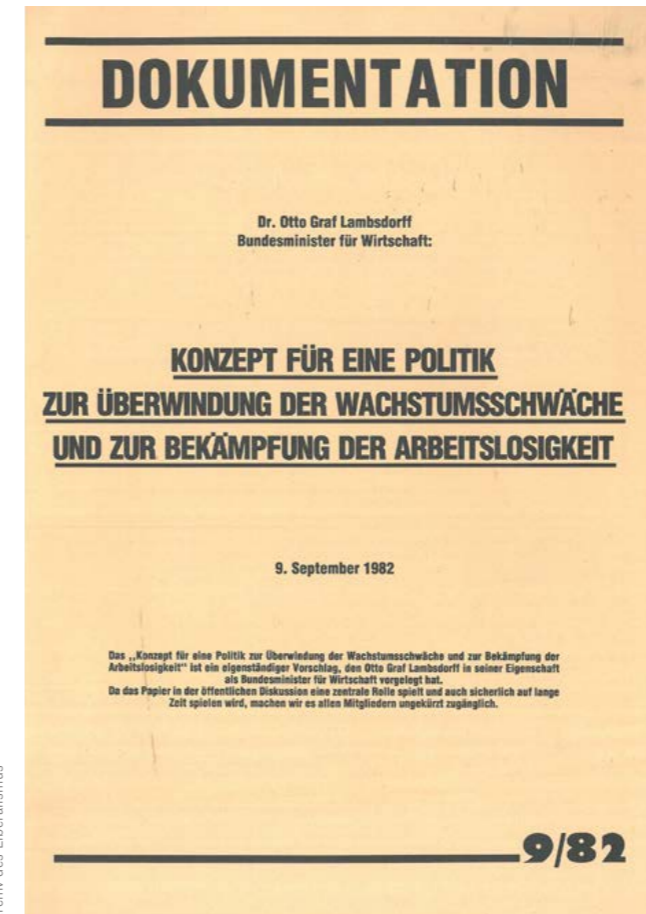 DOKUMENTATION
Dr. Otto Graf Lambsdorff
Bundesminister für Wirtschaft:
KONZEPT FÜR EINE POLITIK
ZUR ÜBERWINDUNG DER WACHSTUMSSCHWÄCHE
UND ZUR BEKÄMPFUNG DER ARBEITSLOSIGKEIT
9. September 1982
Das „Konzept für eine Politik zur Überwiedung der Wachstumsschwäche und zur Bekämpfung der
Arbeitslosigkeit“ ist ein eigenständiger Vorschlag, den Otto Graf Lambsdorff in seiner Eigenschaft
als Bundesminister für Wirtschaft vorgelegt hat.
Da das Papier in der öffentlichen Diskussion eine zentrale Rolle spielt und auch sicherlich auf lange
Zeit spielen wird, machen wir es allen Mitgliedern ungekürzt zugänglich.
9/82
des Liberalismus